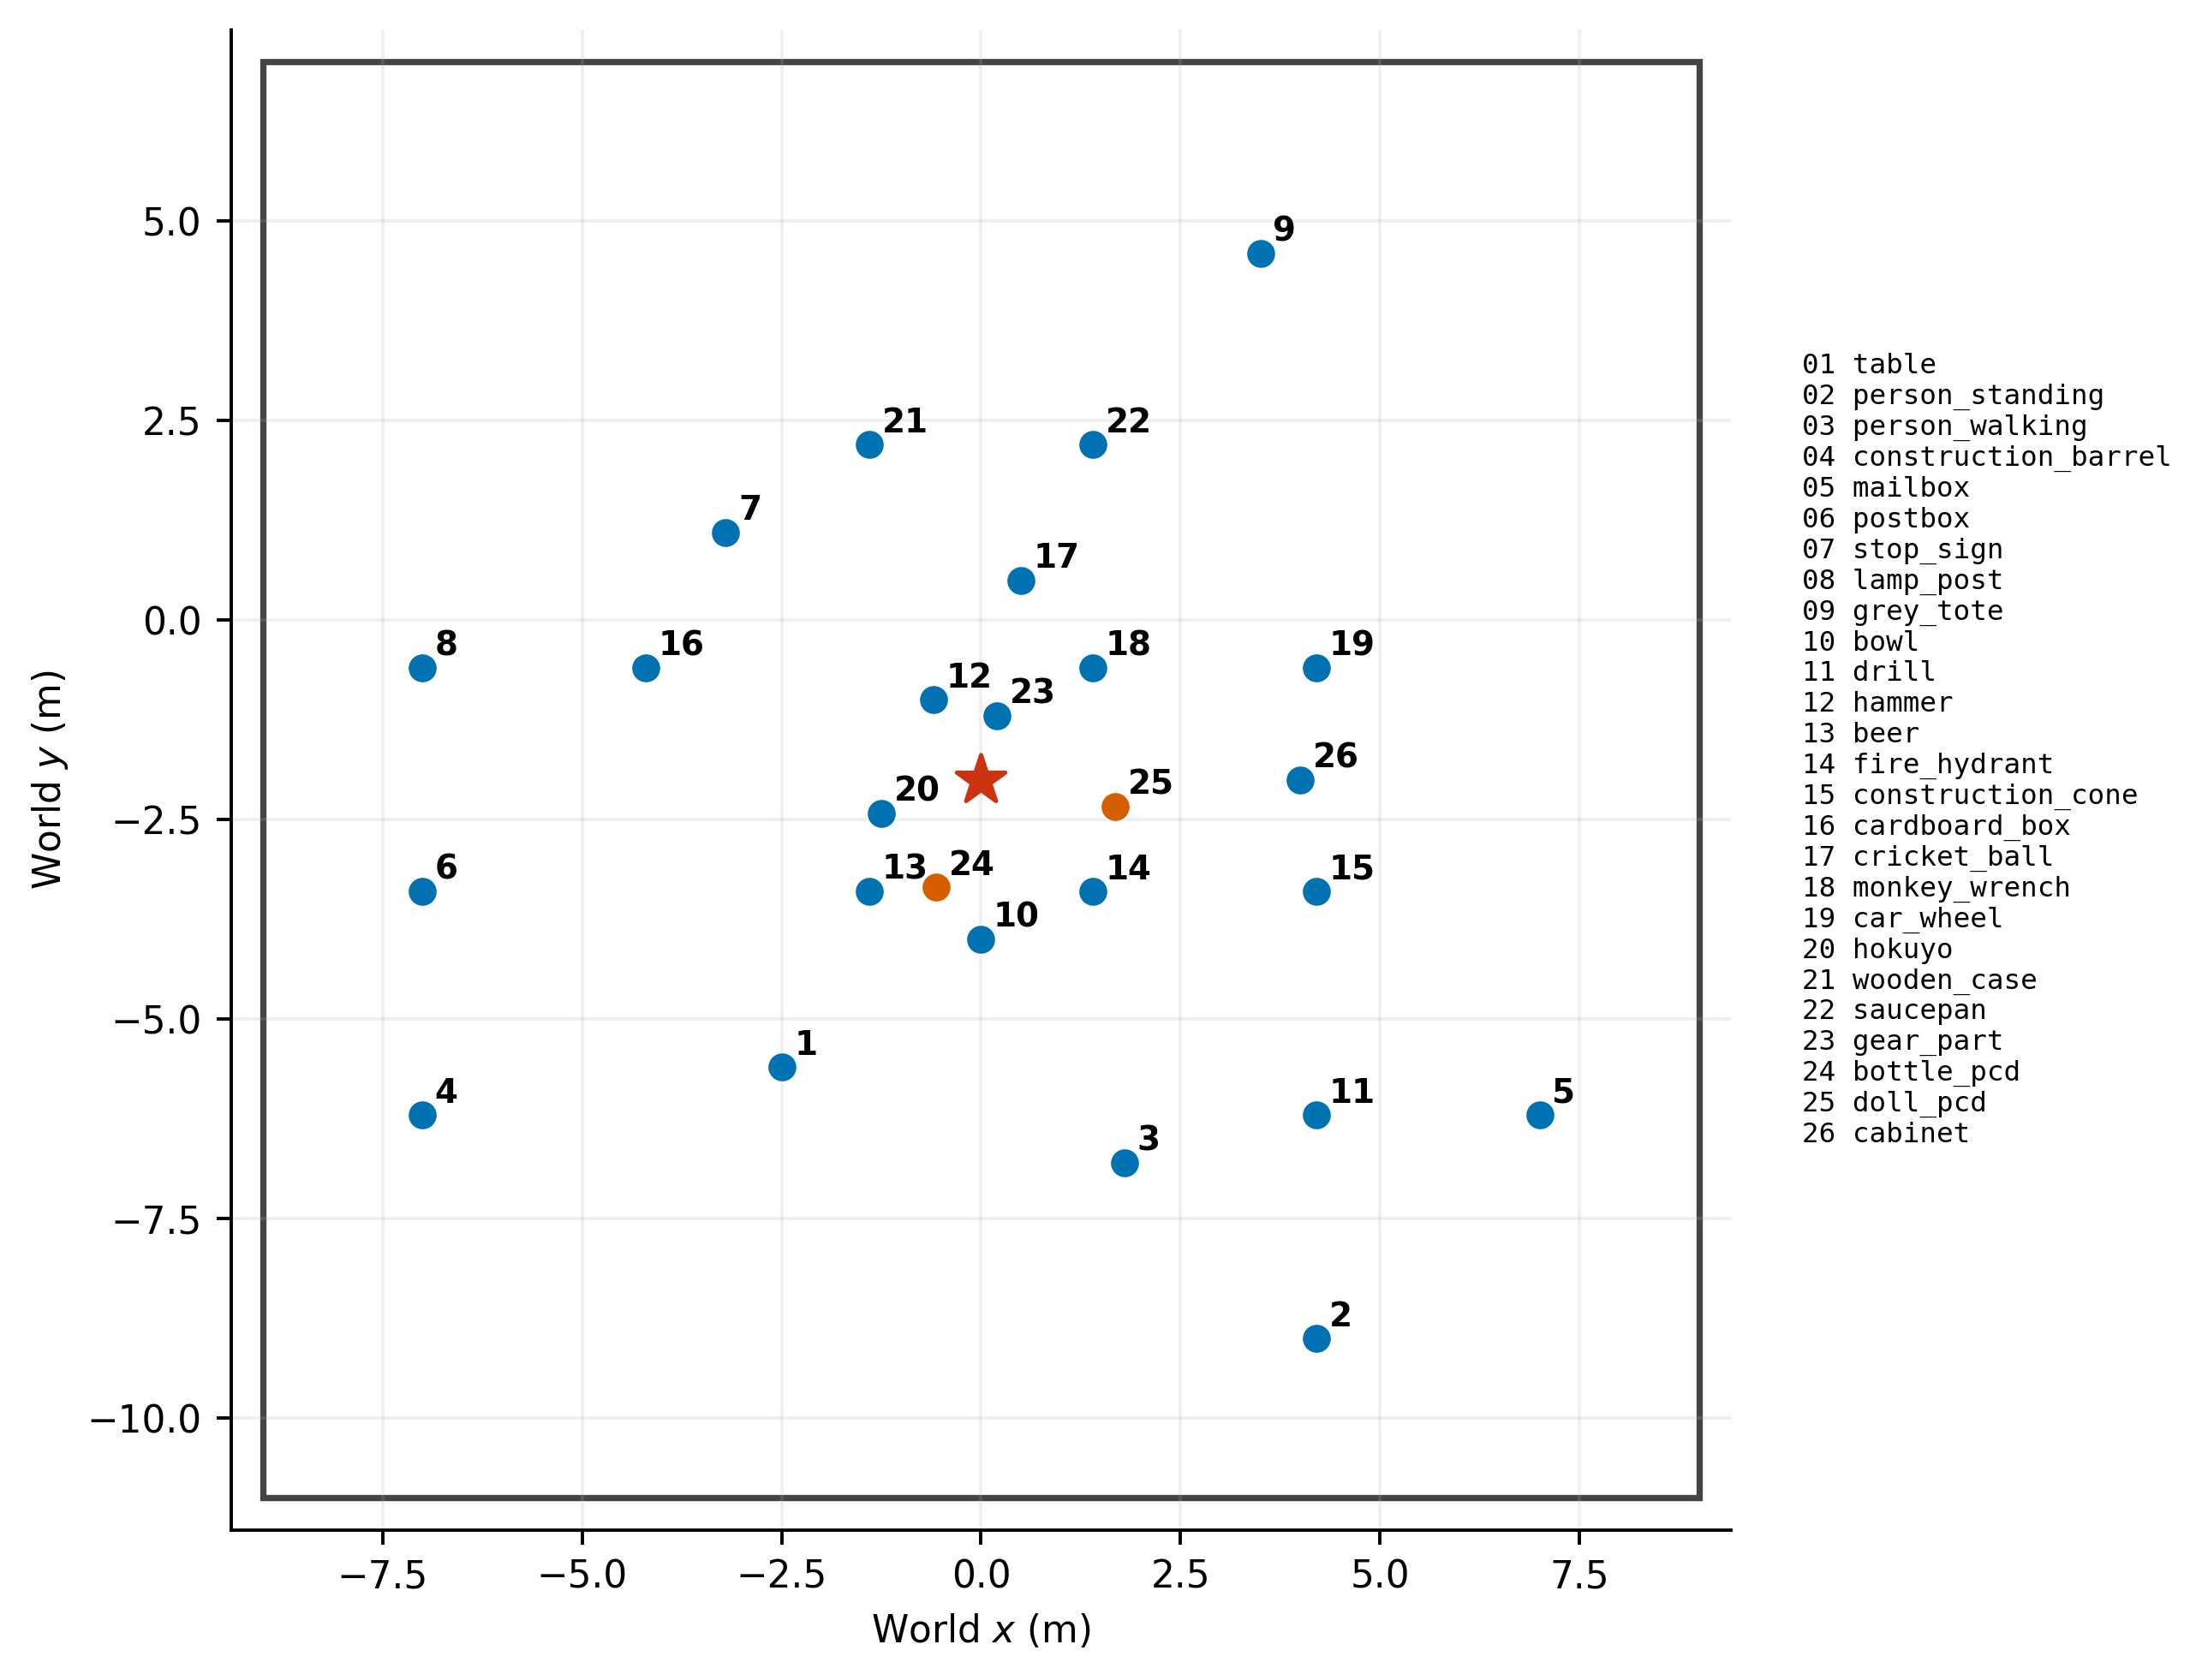 9
5.0
2.5
21
22
7
17
0.0
8
16
18
19
12
23
26
20
25
−2.5
6
13
24
14
15
10
−5.0
1
4
11
5
3
−7.5
2
−10.0
−7.5
−5.0
−2.5
0.0
2.5
5.0
7.5
World x (m)
World y (m)
01 table
02 person_standing
03 person_walking
04 construction_barrel
05 mailbox
06 postbox
07 stop_sign
08 lamp_post
09 grey_tote
10 bowl
11 drill
12 hammer
13 beer
14 fire_hydrant
15 construction_cone
16 cardboard_box
17 cricket_ball
18 monkey_wrench
19 car_wheel
20 hokuyo
21 wooden_case
22 saucepan
23 gear_part
24 bottle_pcd
25 doll_pcd
26 cabinet